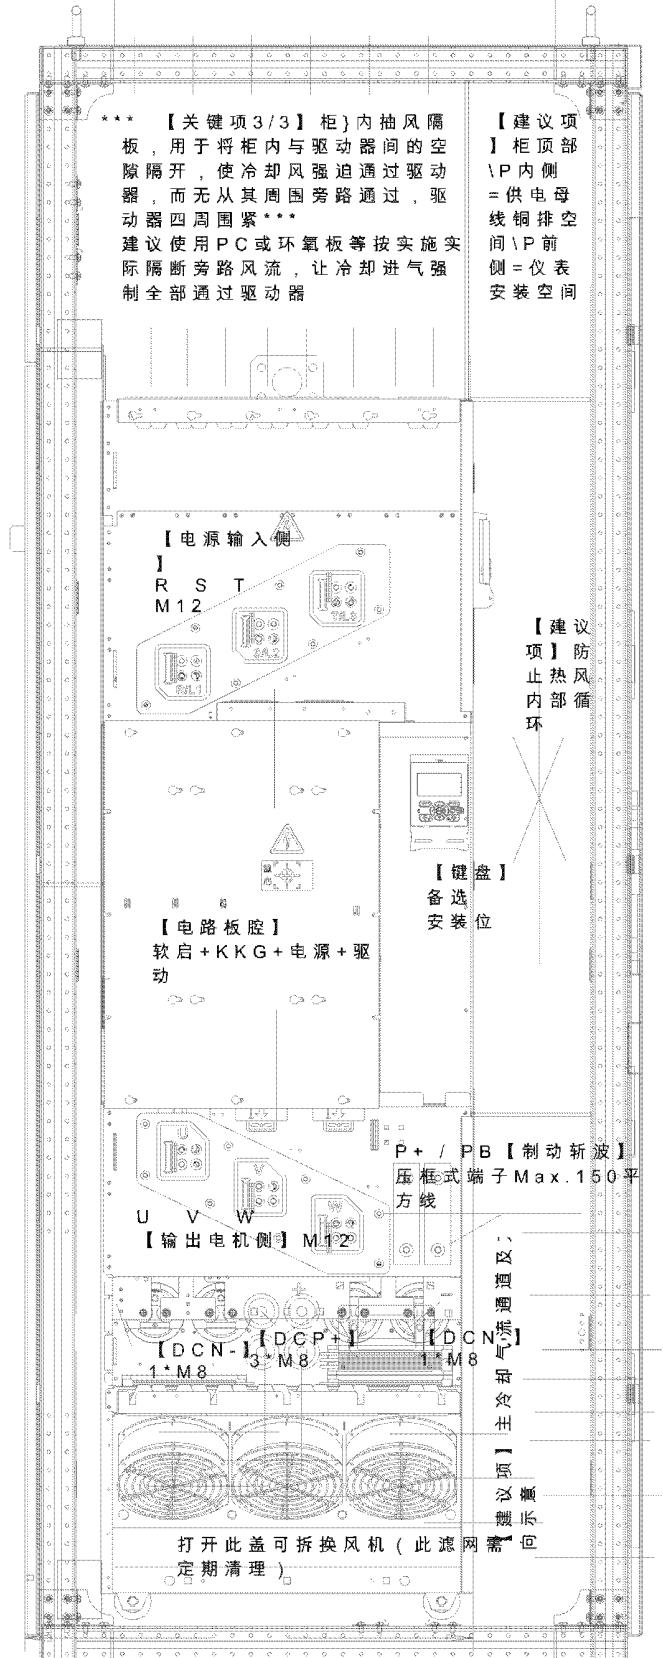 *** 【关键项3/3】柜}内抽风隔
板，用于将柜内与驱动器间的空
隙隔开，使冷却风强迫通过驱动
器，而无从其周围旁路通过，驱
动器四周围紧***
建议使用PC或环氧板等按实施实
际隔断旁路风流，让冷却进气强
制全部通过驱动器
【建议项
】柜顶部
\P内侧
=供电母
线铜排空
间\P前
侧=仪表
安装空间
【电源输入侧
】
R S T
M12
T/L3
S/L2
R/L1
【建议
项】防
止热风
内部循
环
【键盘】
备选
安装位
【电路板腔】
软启+KKG+电源+驱
动
P+ / PB【制动斩波】
压框式端子Max.150平
方线
U
V
W
U V W
【输出电机侧】M12
【DCN-】
1*M8
【DCP+】
3*M8
【DCN-】
1*M8
【建议项】主冷却气流通道及
向示意
打开此盖可拆换风机（此滤网需
定期清理）